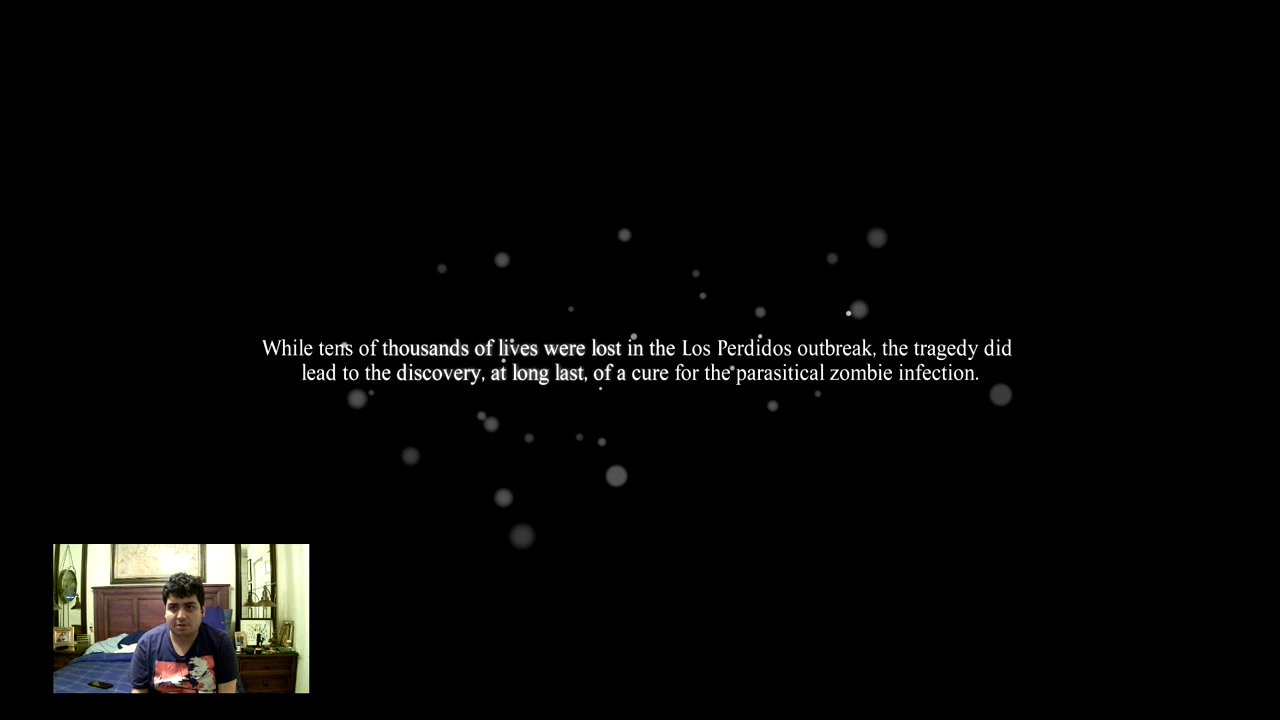 While tens of thousands of lives were lost in the Los Perdidos outbreak, the tragedy did
lead to the discovery, at long last, of a cure for the parasitical zombie infection.